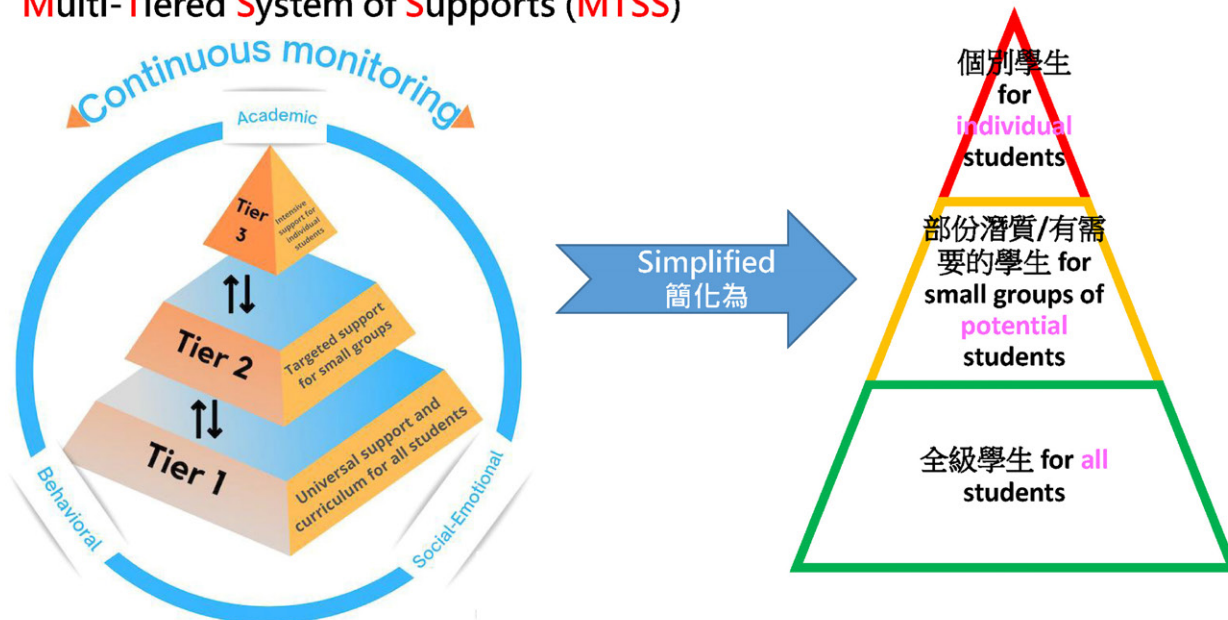 Multi-Tiered System of Supports (MTSS)
Continuous monitoring
Academic
Tier
3
Intensive
support for
individual
students
Tier 2
Targeted support
for small groups
Tier 1
Universal support and
curriculum for all students
Behavioral
Social-Emotional
Simplified
簡化為
個別學生
for
individual
students
部份潛質/有需
要的學生 for
small groups of
potential
students
全級學生 for all
students